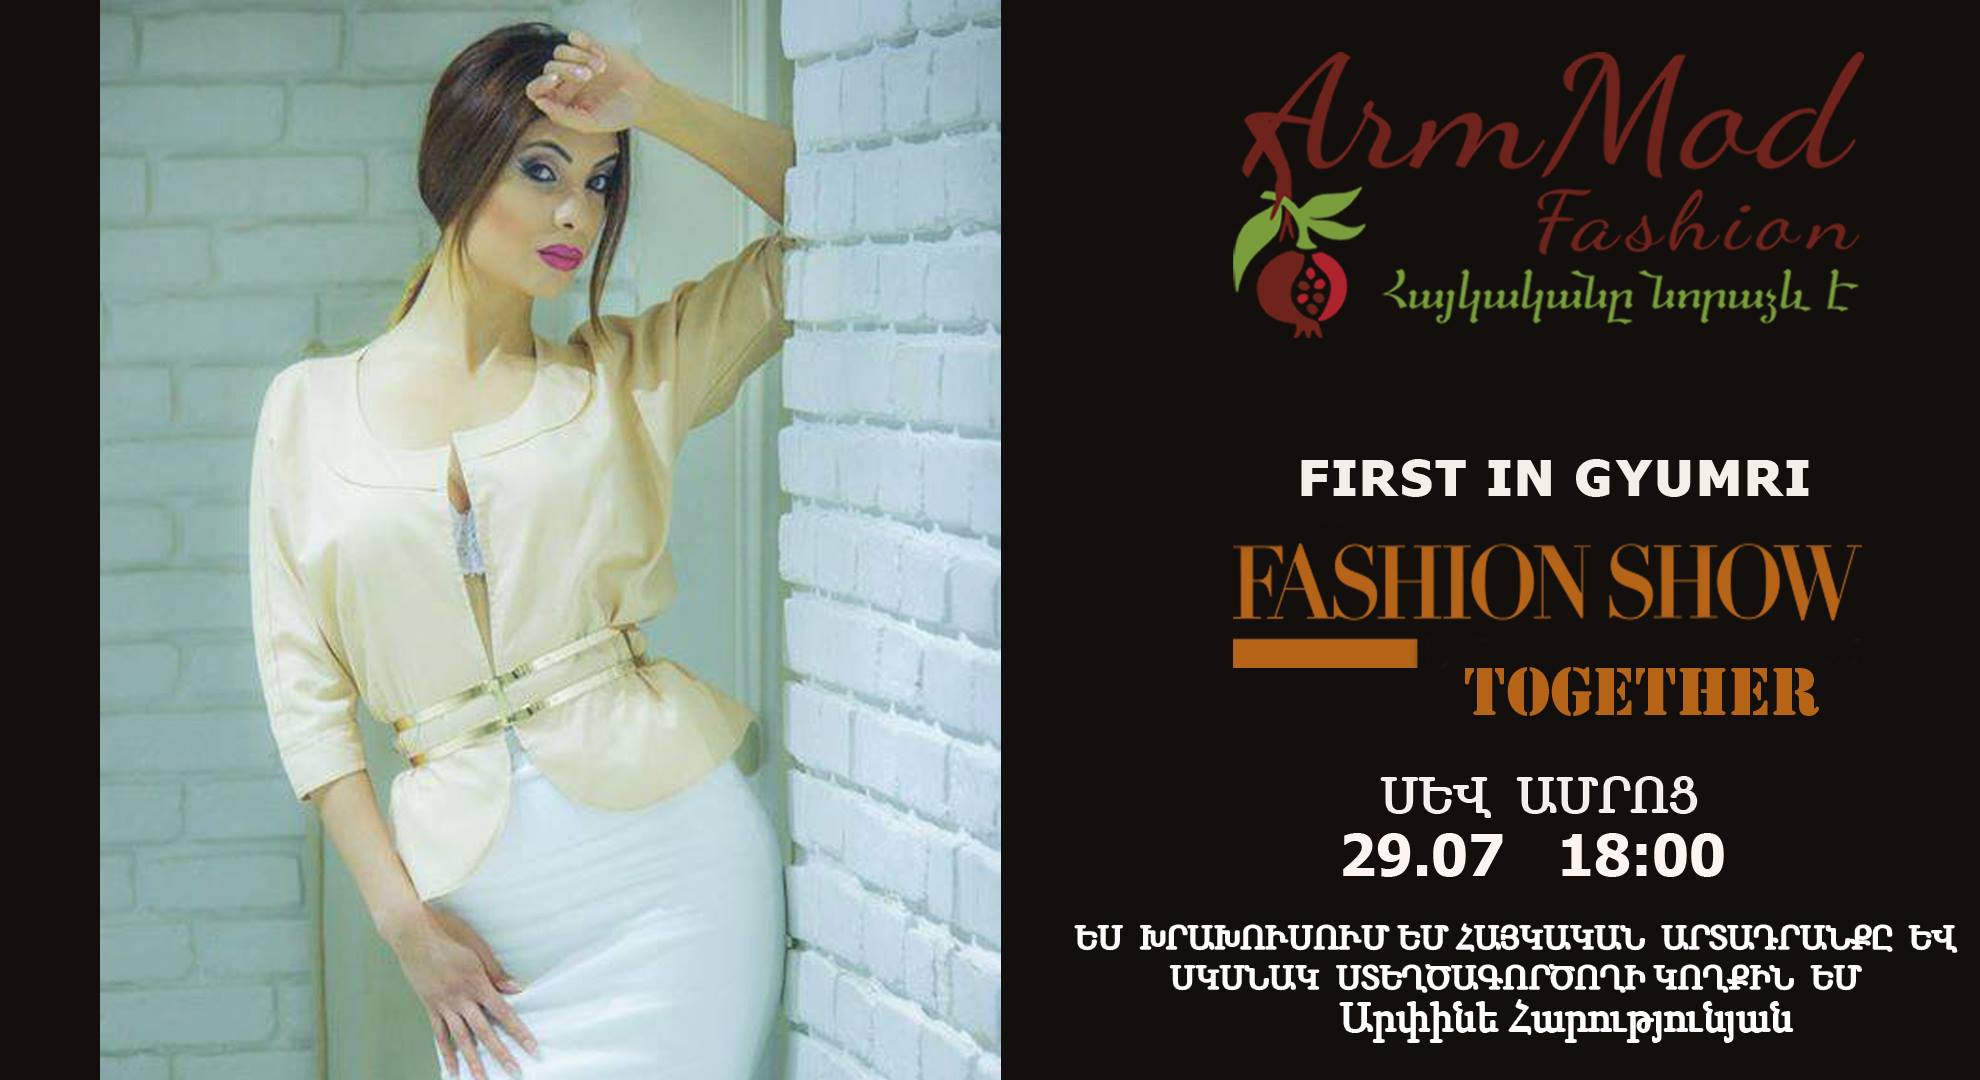 ArmMod
Fashion
Հայկականը նորաձև է
FIRST IN GYUMRI
FASHION SHOW
TOGETHER
ՍԵՎ ԱՄՐՈՑ
29.07 18:00
ԵՍ ԽՐԱԽՈՒՍՈՒՄ ԵՄ ՀԱՅԿԱԿԱՆ ԱՐՏԱԴՐԱՆՔԸ ԵՎ
ՍԿՍՆԱԿ ՍՏԵՂԾԱԳՈՐԾՈՂԻ ԿՈՂՔԻՆ ԵՄ
Արփինե Հարությունյան